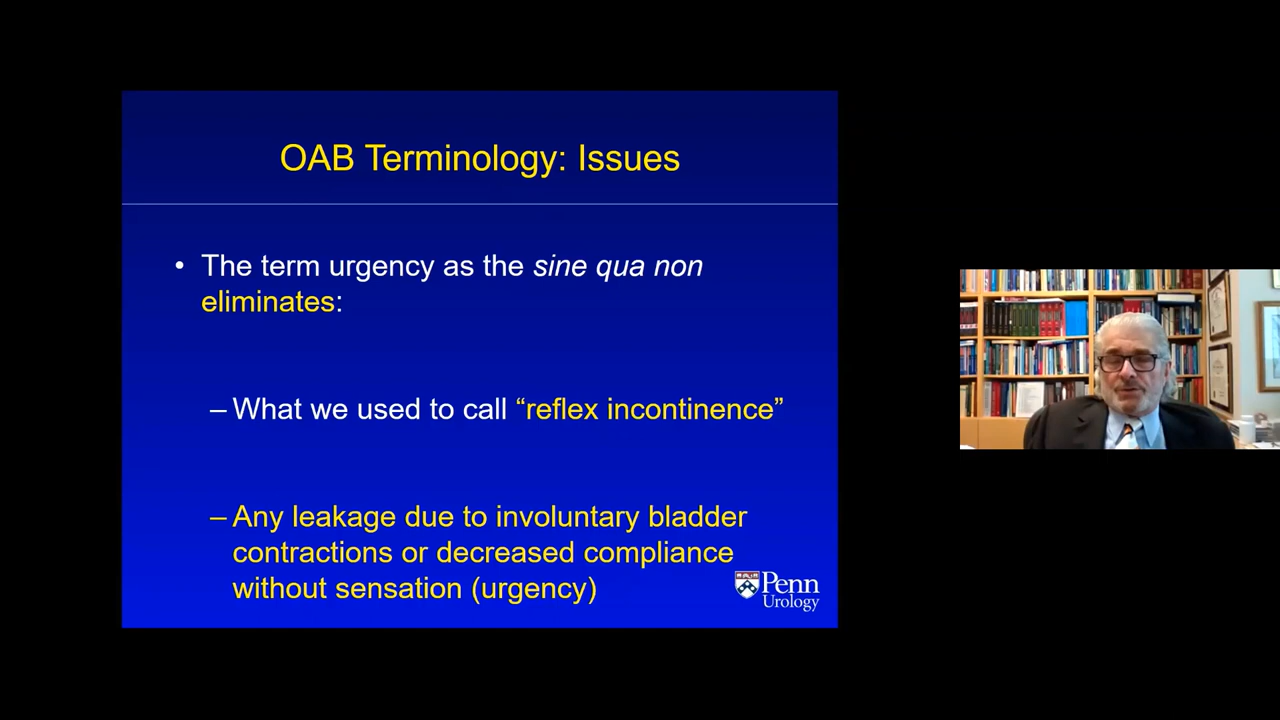 OAB Terminology: Issues
• The term urgency as the sine qua non
eliminates:
– What we used to call “reflex incontinence”
– Any leakage due to involuntary bladder
contractions or decreased compliance
without sensation (urgency)
Penn
Urology